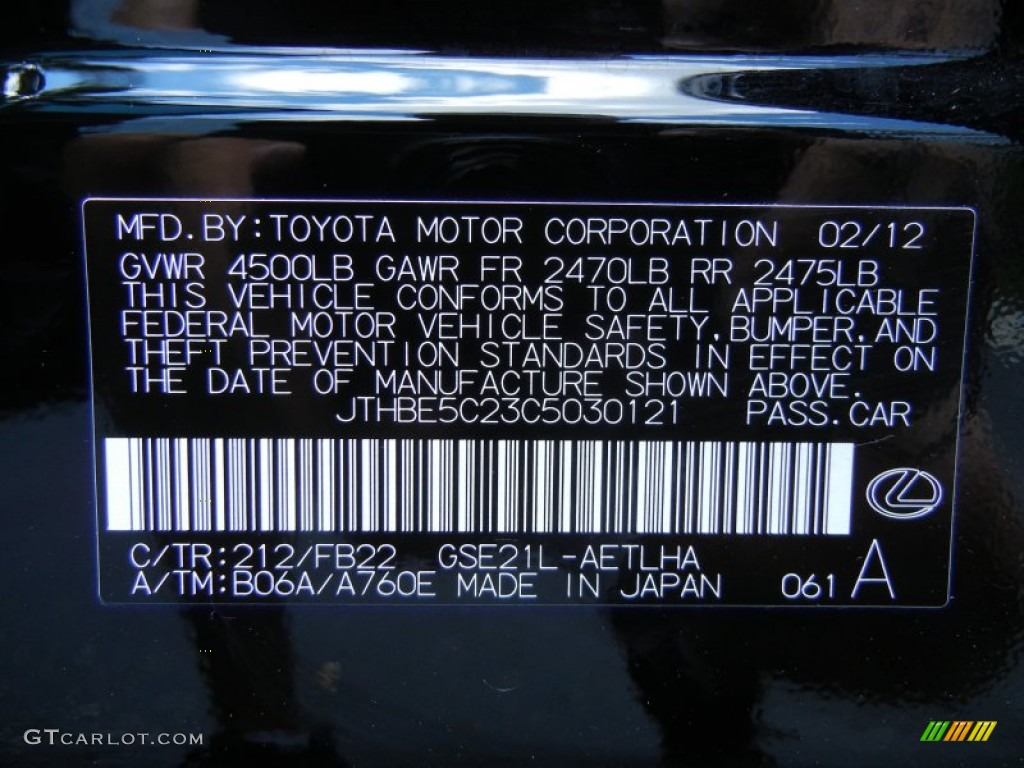 MFD.BY:TOYOTA MOTOR CORPORATION 02/12
GVWR 4500LB GAWR FR 2470LB RR 2475LB
THIS VEHICLE CONFORMS TO ALL APPLICABLE
FEDERAL MOTOR VEHICLE SAFETY,BUMPER,AND
THEFT PREVENTION STANDARDS IN EFFECT ON
THE DATE OF MANUFACTURE SHOWN ABOVE.
JTHBE5C23C5030121 PASS.CAR
C/TR:212/FB22 GSE21L-AETLHA
A/TM:B06A/A760E MADE IN JAPAN 061 A
GTCARLOT.COM